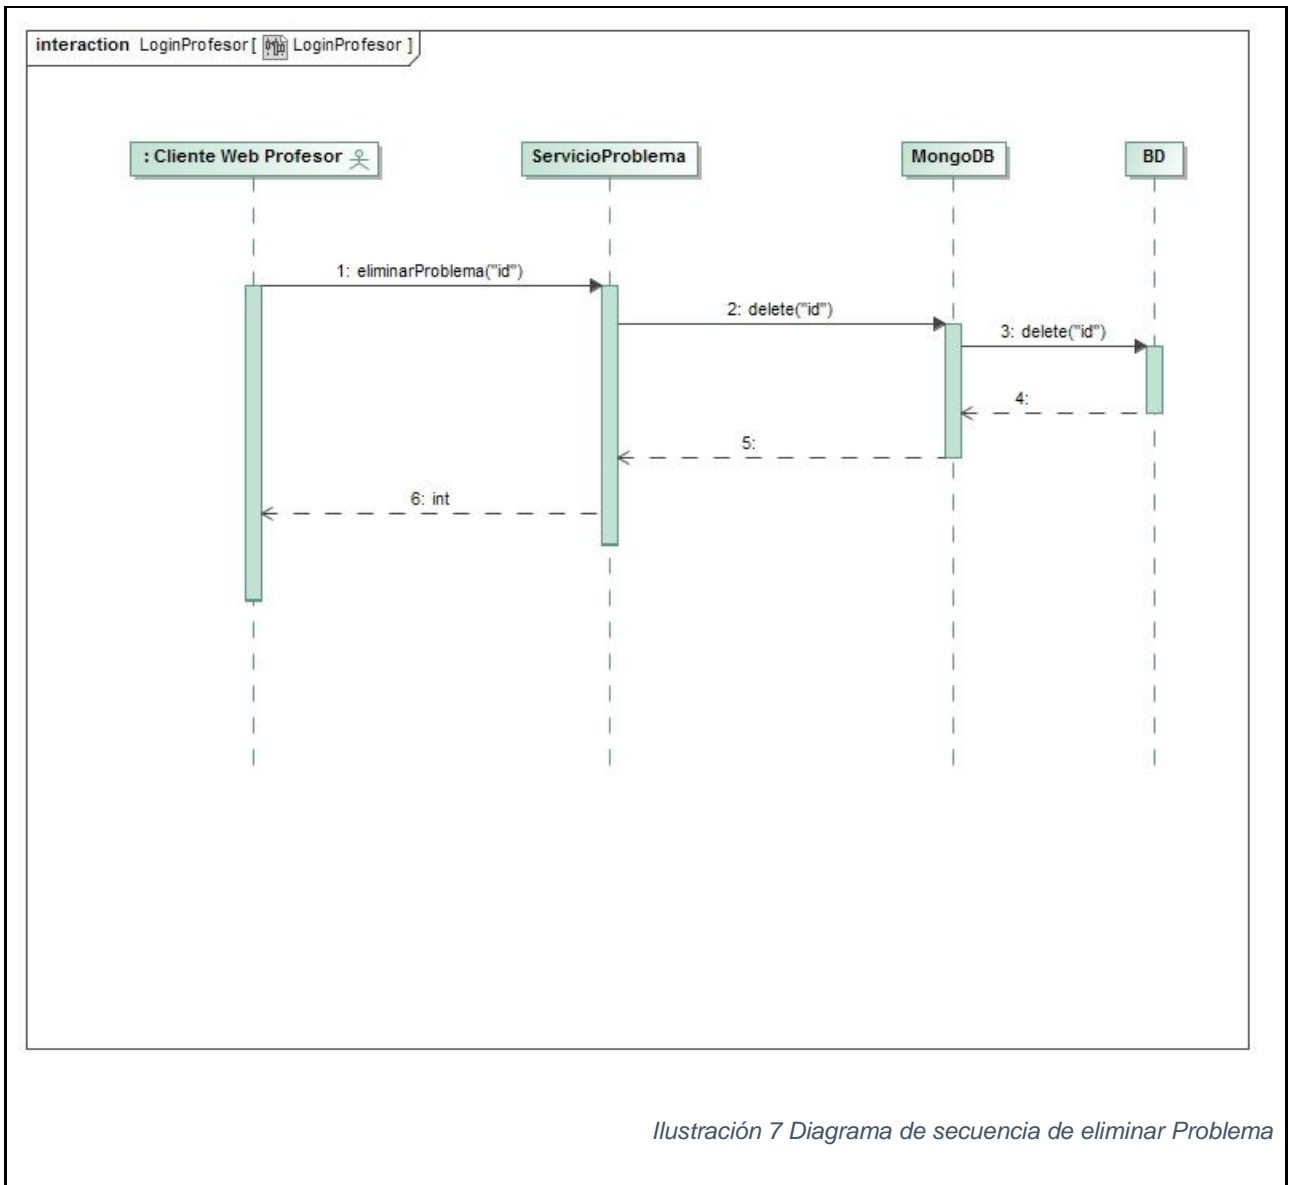 interaction LoginProfesor [ LoginProfesor ]
: Cliente Web Profesor
ServicioProblema
MongoDB
BD
1: eliminarProblema("id")
2: delete("id")
3: delete("id")
4:
5:
6: int
Ilustración 7 Diagrama de secuencia de eliminar Problema